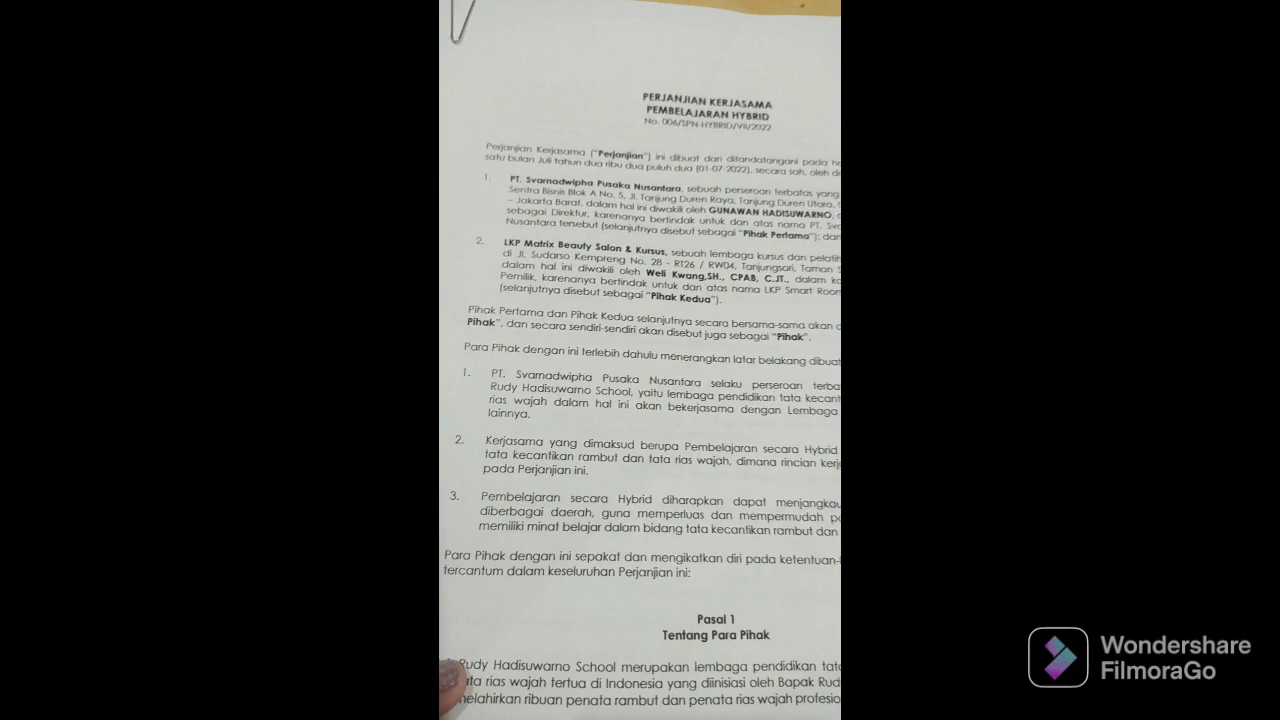 PERJANJIAN KERJASAMA
PEMBELAJARAN HYBRID
No. 006/SPN-HYBRID/VII/2022
Perjanjian Kerjasama ("Perjanjian") ini dibuat dan ditandatangani pada
satu bulan Juli tahun dua ribu dua puluh dua (01-07-2022), secara sah, oleh
1. PT. Svarnadwipha Pusaka Nusantara, sebuah perseroan terbatas yang
Sentra Bisnis Blok A No. 5, Jl. Tanjung Duren Raya, Tanjung Duren Utara,
– Jakarta Barat, dalam hal ini diwakili oleh GUNAWAN HADISUWARNO,
sebagai Direktur, karenanya bertindak untuk dan atas nama PT.
Nusantara tersebut (selanjutnya disebut sebagai "Pihak Pertama");
2. LKP Matrix Beauty Salon & Kursus, sebuah lembaga kursus dan
di Jl. Sudarso Kempreng No. 28 - RT26 / RW04, Tanjungsari, Taman
dalam hal ini diwakili oleh Weli Kwang,SH., CPAB, C.JT., dalam
Pemilik, karenanya bertindak untuk dan atas nama LKP Smart
(selanjutnya disebut sebagai "Pihak Kedua").
Pihak Pertama dan Pihak Kedua selanjutnya secara bersama-sama akan
Pihak", dan secara sendiri-sendiri akan disebut juga sebagai "Pihak".
Para Pihak dengan ini terlebih dahulu menerangkan latar belakang
1. PT. Svarnadwipha Pusaka Nusantara selaku perseroan
Rudy Hadisuwarno School, yaitu lembaga pendidikan tata
rias wajah dalam hal ini akan bekerjasama dengan Lembaga
lainnya.
2. Kerjasama yang dimaksud berupa Pembelajaran secara Hybrid
tata kecantikan rambut dan tata rias wajah, dimana rincian
pada Perjanjian ini.
3. Pembelajaran secara Hybrid diharapkan dapat
diberbagai daerah, guna memperluas dan mempermudah
memiliki minat belajar dalam bidang tata kecantikan rambut dan
Para Pihak dengan ini sepakat dan mengikatkan diri pada
tercantum dalam keseluruhan Perjanjian ini:
Pasal 1
Tentang Para Pihak
Rudy Hadisuwarno School merupakan lembaga pendidikan
rias wajah tertua di Indonesia yang diinisiasi oleh Bapak
ribuan penata rambut dan penata rias wajah
Wondershare
FilmoraGo